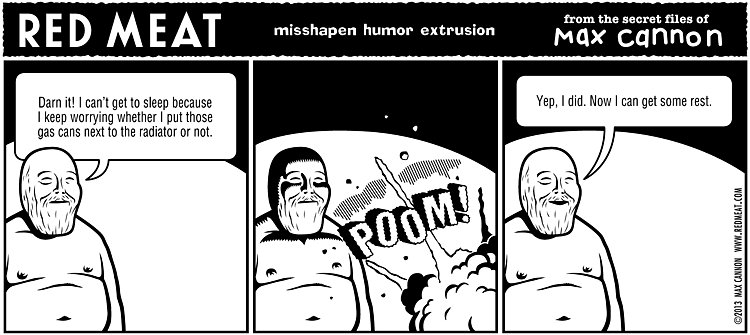 RED MEAT
misshapen humor extrusion
from the secret files of
Max Cannon
Darn it! I can't get to sleep because
I keep worrying whether I put those
gas cans next to the radiator or not.
POOM!
Yep, I did. Now I can get some rest.
©2013 MAX CANNON WWW.REDMEAT.COM